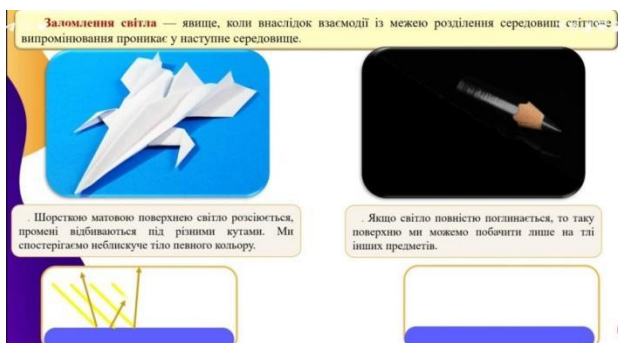 Заломлення світла — явище, коли внаслідок взаємодії із межею розділення середовищ світлове
випромінювання проникає у наступне середовище.
. Шорсткою матовою поверхнею світло розсіюється,
промені відбиваються під різними кутами. Ми
спостерігаємо неблискуче тіло певного кольору.
. Якщо світло повністю поглинається, то таку
поверхню ми можемо побачити лише на тлі
інших предметів.